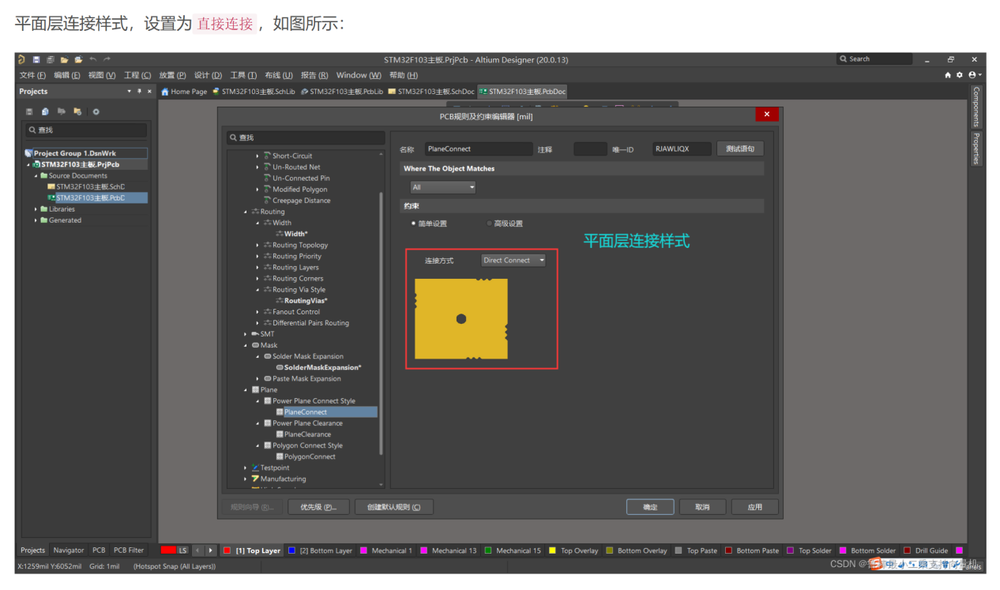 平面层连接样式，设置为 直接连接 ，如图所示：
STM32F103主板.PrjPcb - Altium Designer (20.0.13)
Search
文件 (F) 编辑 (E) 视图 (V) 工程 (C) 放置 (P) 设计 (D) 工具 (T) 布线 (U) 报告 (R) Window (W) 帮助 (H)
Projects
Home Page STM32F103主板.SchLib STM32F103主板.PcbLib STM32F103主板.SchDoc STM32F103主板.PcbDoc
Components
Properties
查找
Project Group 1.DsnWrk
STM32F103主板.PrjPcb
Source Documents
STM32F103主板.SchD
STM32F103主板.PcbD
Libraries
Generated
PCB规则及约束编辑器 [mil]
查找
Short-Circuit
Un-Routed Net
Un-Connected Pin
Modified Polygon
Creepage Distance
Routing
Width
Width*
Routing Topology
Routing Priority
Routing Layers
Routing Corners
Routing Via Style
RoutingVias*
Fanout Control
Differential Pairs Routing
SMT
Mask
Solder Mask Expansion
SolderMaskExpansion*
Paste Mask Expansion
Plane
Power Plane Connect Style
PlaneConnect
Power Plane Clearance
PlaneClearance
Polygon Connect Style
PolygonConnect
Testpoint
Manufacturing
名称 PlaneConnect 注释 唯一ID RJAWLIQX 测试语句
Where The Object Matches
All
约束
简单设置 高级设置
平面层连接样式
连接方式 Direct Connect
规则向导 (R)... 优先级 (P)... 创建默认规则 (C) 确定 取消 应用
Projects Navigator PCB PCB Filter
LS [1] Top Layer [2] Bottom Layer Mechanical 1 Mechanical 13 Mechanical 15 Top Overlay Bottom Overlay Top Paste Bottom Paste Top Solder Bottom Solder Drill Guide
X:1259mil Y:6052mil Grid: 1mil (Hotspot Snap (All Layers))
CSDN @